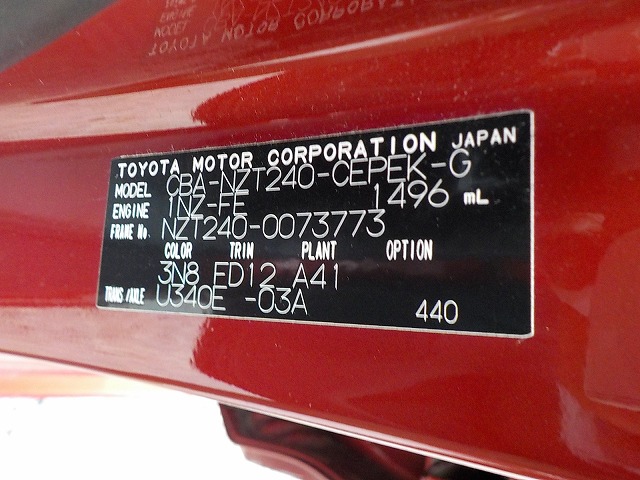 TOYOTA MOTOR CORPORATION JAPAN
MODEL CBA-NZT240-CEPEK-G
ENGINE 1NZ-FE 1496 mL
FRAME No. NZT240-0073773
COLOR TRIM PLANT OPTION
3N8 FD12 A41
TRANS/AXLE U340E -03A
440